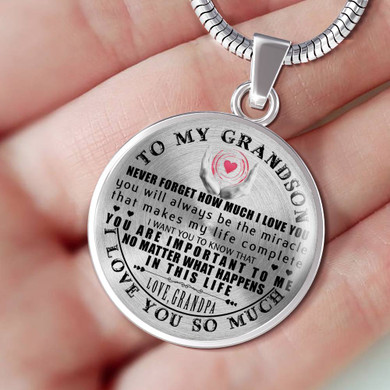 TO MY GRANDSON
NEVER FORGET HOW MUCH I LOVE YOU
you will always be the miracle
that makes my life complete
I WANT YOU TO KNOW THAT
YOU ARE IMPORTANT TO ME
NO MATTER WHAT HAPPENS
IN THIS LIFE
LOVE, GRANDPA
I LOVE YOU SO MUCH